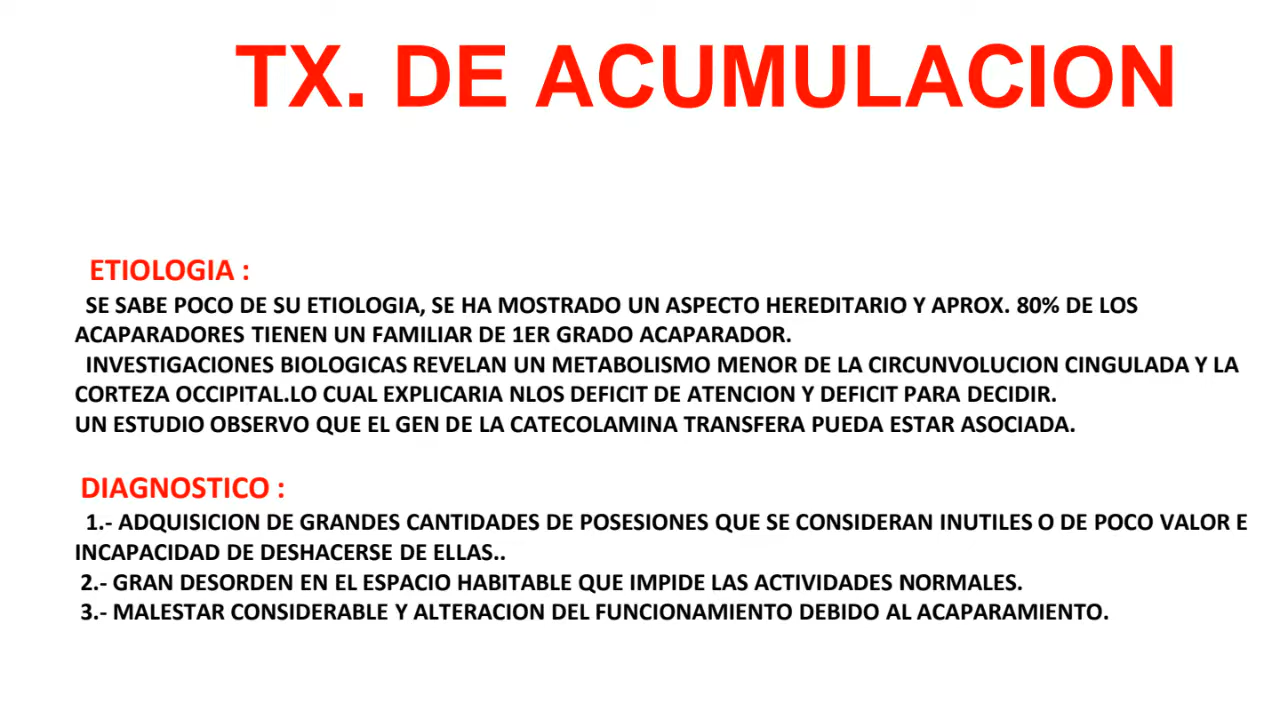 TX. DE ACUMULACION
ETIOLOGIA :
SE SABE POCO DE SU ETIOLOGIA, SE HA MOSTRADO UN ASPECTO HEREDITARIO Y APROX. 80% DE LOS
ACAPARADORES TIENEN UN FAMILIAR DE 1ER GRADO ACAPARADOR.
INVESTIGACIONES BIOLOGICAS REVELAN UN METABOLISMO MENOR DE LA CIRCUNVOLUCION CINGULADA Y LA
CORTEZA OCCIPITAL.LO CUAL EXPLICARIA NLOS DEFICIT DE ATENCION Y DEFICIT PARA DECIDIR.
UN ESTUDIO OBSERVO QUE EL GEN DE LA CATECOLAMINA TRANSFERA PUEDA ESTAR ASOCIADA.
DIAGNOSTICO :
1.- ADQUISICION DE GRANDES CANTIDADES DE POSESIONES QUE SE CONSIDERAN INUTILES O DE POCO VALOR E
INCAPACIDAD DE DESHACERSE DE ELLAS..
2.- GRAN DESORDEN EN EL ESPACIO HABITABLE QUE IMPIDE LAS ACTIVIDADES NORMALES.
3.- MALESTAR CONSIDERABLE Y ALTERACION DEL FUNCIONAMIENTO DEBIDO AL ACAPARAMIENTO.